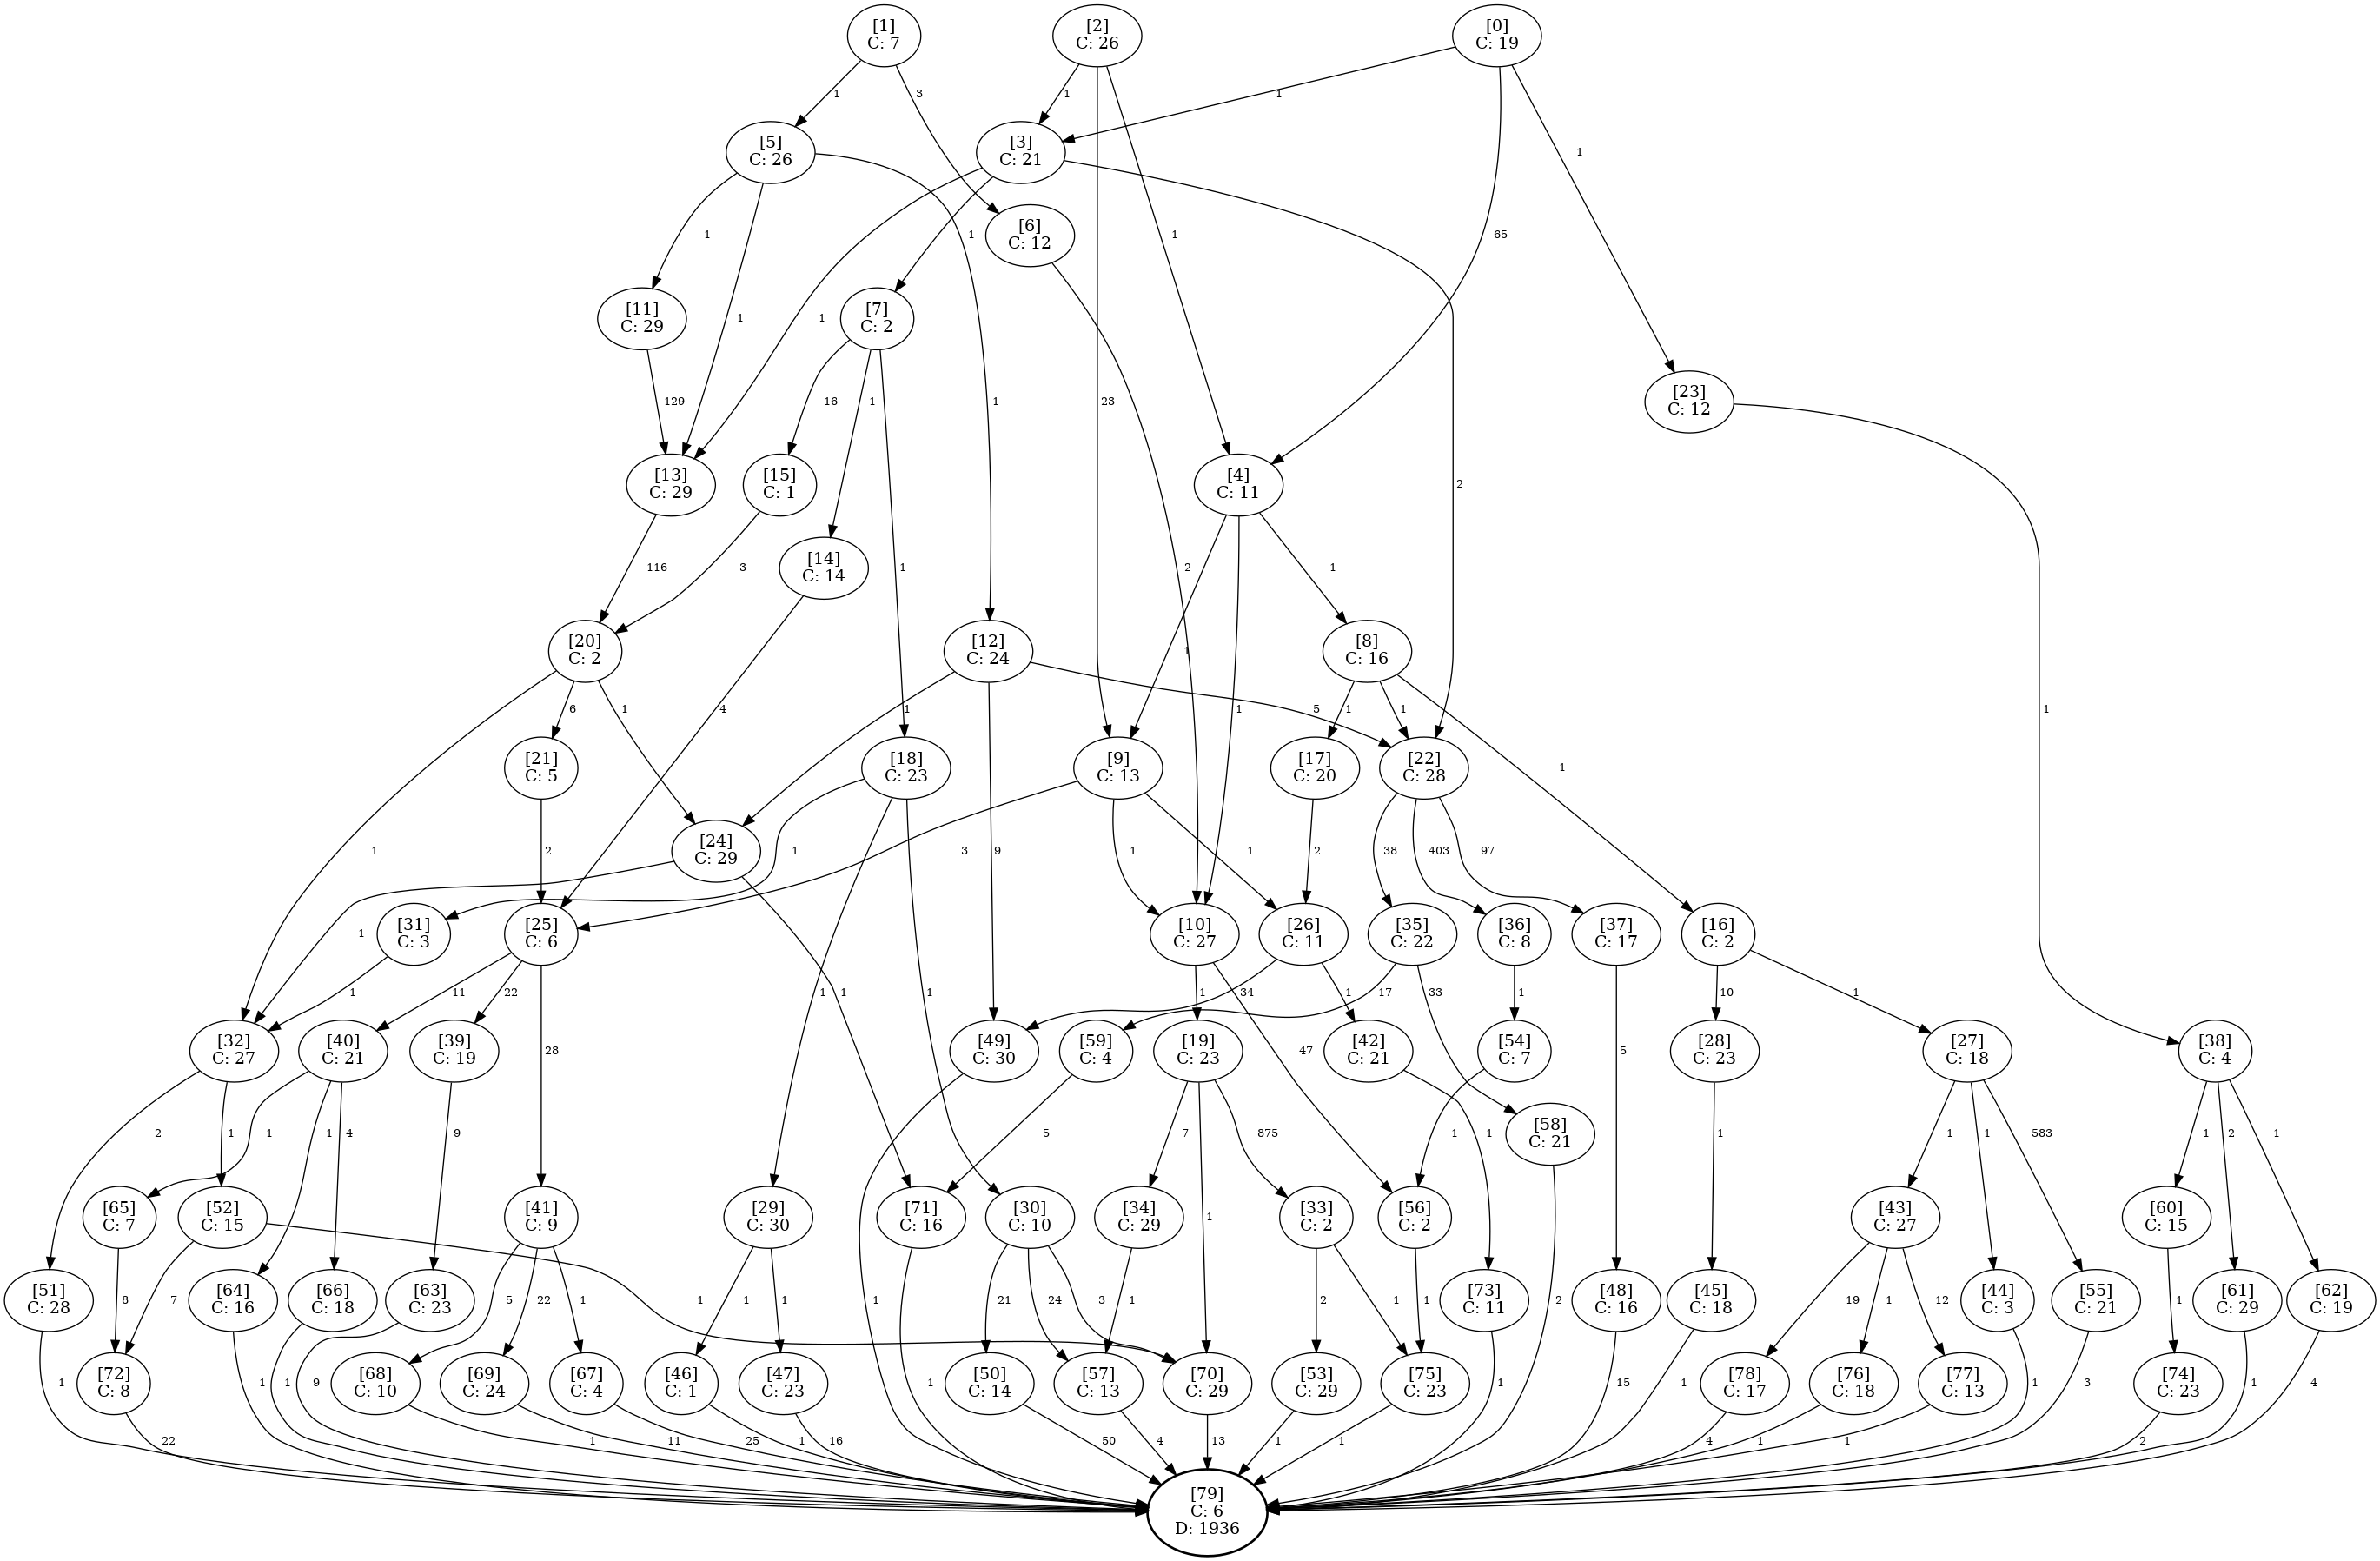 [1]
C: 7
[2]
C: 26
[0]
C: 19
1
3
1
1
[5]
C: 26
[3]
C: 21
1
[6]
C: 12
1
1
1
65
[11]
C: 29
[7]
C: 2
1
1
2
129
16
1
1
23
[23]
C: 12
[13]
C: 29
[15]
C: 1
[4]
C: 11
116
3
[14]
C: 14
1
2
1
[20]
C: 2
[12]
C: 24
1
[8]
C: 16
6
1
4
1
5
1
1
1
1
[21]
C: 5
[18]
C: 23
[9]
C: 13
[17]
C: 20
[22]
C: 28
1
1
2
[24]
C: 29
1
3
9
1
1
2
38
403
97
[31]
C: 3
[25]
C: 6
[10]
C: 27
[26]
C: 11
[35]
C: 22
[36]
C: 8
[37]
C: 17
[16]
C: 2
1
1
11
22
1
1
1
1
34
1
17
33
1
10
1
[32]
C: 27
[40]
C: 21
[39]
C: 19
28
[49]
C: 30
[59]
C: 4
[19]
C: 23
47
[42]
C: 21
[54]
C: 7
5
[28]
C: 23
[27]
C: 18
[38]
C: 4
2
1
1
1
4
9
5
7
1
875
1
1
[58]
C: 21
1
1
1
583
1
2
1
[65]
C: 7
[52]
C: 15
[41]
C: 9
[29]
C: 30
[71]
C: 16
[30]
C: 10
[34]
C: 29
[33]
C: 2
[56]
C: 2
[43]
C: 27
[60]
C: 15
[51]
C: 28
8
7
[64]
C: 16
[66]
C: 18
[63]
C: 23
5
22
1
1
1
1
1
21
24
3
1
2
1
1
[73]
C: 11
2
[48]
C: 16
[45]
C: 18
19
1
12
[44]
C: 3
[55]
C: 21
1
[61]
C: 29
[62]
C: 19
1
[72]
C: 8
1
1
9
[68]
C: 10
[69]
C: 24
[67]
C: 4
[46]
C: 1
[47]
C: 23
1
[50]
C: 14
[57]
C: 13
[70]
C: 29
[53]
C: 29
[75]
C: 23
1
15
1
[78]
C: 17
[76]
C: 18
[77]
C: 13
1
3
[74]
C: 23
1
4
22
1
11
25
1
16
50
4
13
1
1
4
1
1
2
[79]
C: 6
D: 1936